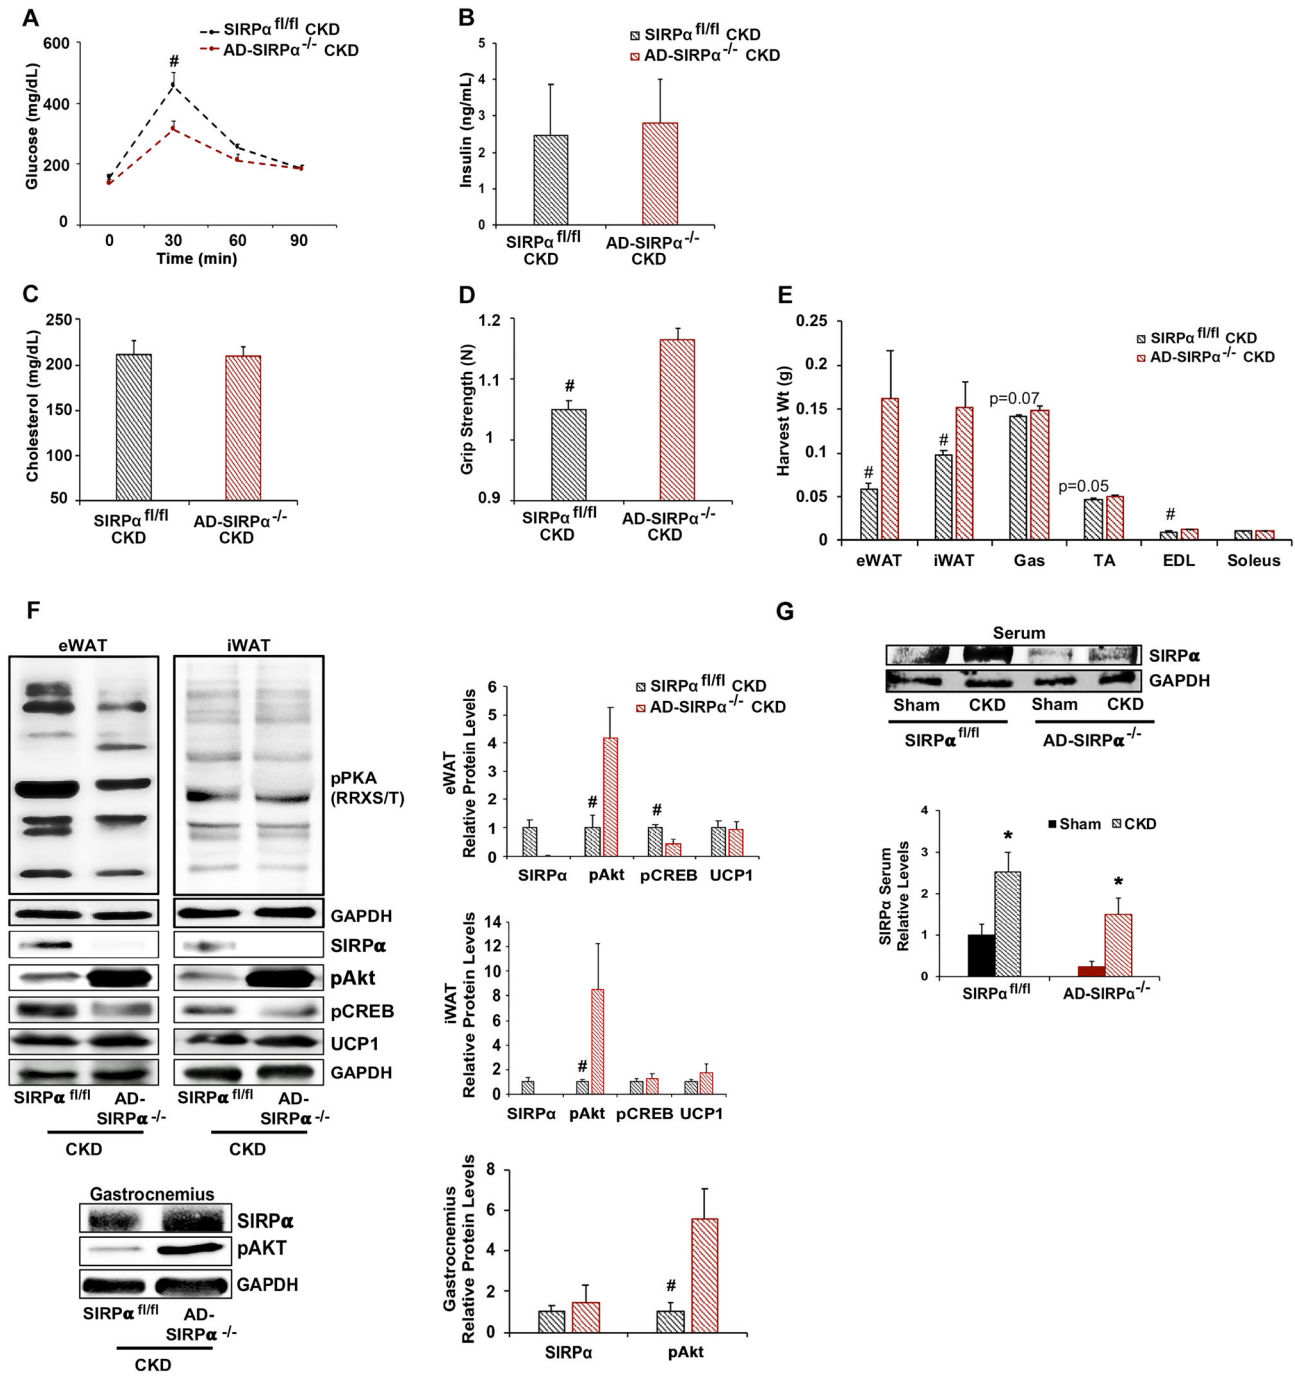 A
SIRPα fl/fl CKD
AD-SIRPα -/- CKD
#
Glucose (mg/dL)
600
400
200
0
0 30 60 90
Time (min)
B
SIRPα fl/fl CKD
AD-SIRPα -/- CKD
Insulin (ng/mL)
5
4
3
2
1
0
SIRPα fl/fl AD-SIRPα -/-
CKD CKD
C
Cholesterol (mg/dL)
250
200
150
100
50
SIRPα fl/fl AD-SIRPα -/-
CKD CKD
D
Grip Strength (N)
1.2
1.1
1
0.9
#
SIRPα fl/fl AD-SIRPα -/-
CKD CKD
E
SIRPα fl/fl CKD
AD-SIRPα -/- CKD
Harvest Wt (g)
0.25
0.2
0.15
0.1
0.05
0
# # p=0.07 p=0.05 #
eWAT iWAT Gas TA EDL Soleus
F
eWAT iWAT
pPKA
(RRXS/T)
GAPDH
SIRPα
pAkt
pCREB
UCP1
GAPDH
SIRPα fl/fl AD- SIRPα fl/fl AD-
SIRPα -/- SIRPα -/-
CKD CKD
Gastrocnemius
SIRPα
pAKT
GAPDH
SIRPα fl/fl AD-
SIRPα -/-
CKD
SIRPα fl/fl CKD
AD-SIRPα -/- CKD
eWAT
Relative Protein Levels
6
5
4
3
2
1
0
# #
SIRPα pAkt pCREB UCP1
iWAT
Relative Protein Levels
14
12
10
8
6
4
2
0
#
SIRPα pAkt pCREB UCP1
Gastrocnemius
Relative Protein Levels
8
6
4
2
0
#
SIRPα pAkt
G
Serum
SIRPα
GAPDH
Sham CKD Sham CKD
SIRPα fl/fl AD-SIRPα -/-
Sham CKD
SIRPα Serum
Relative Levels
4
3
2
1
0
* *
SIRPα fl/fl AD-SIRPα -/-